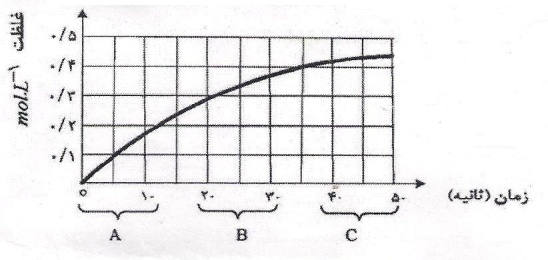 غلظت mol.L⁻¹
۰/۵
۰/۴
۰/۳
۰/۲
۰/۱
۰ ۱۰ ۲۰ ۳۰ ۴۰ ۵۰
زمان (ثانیه)
A B C